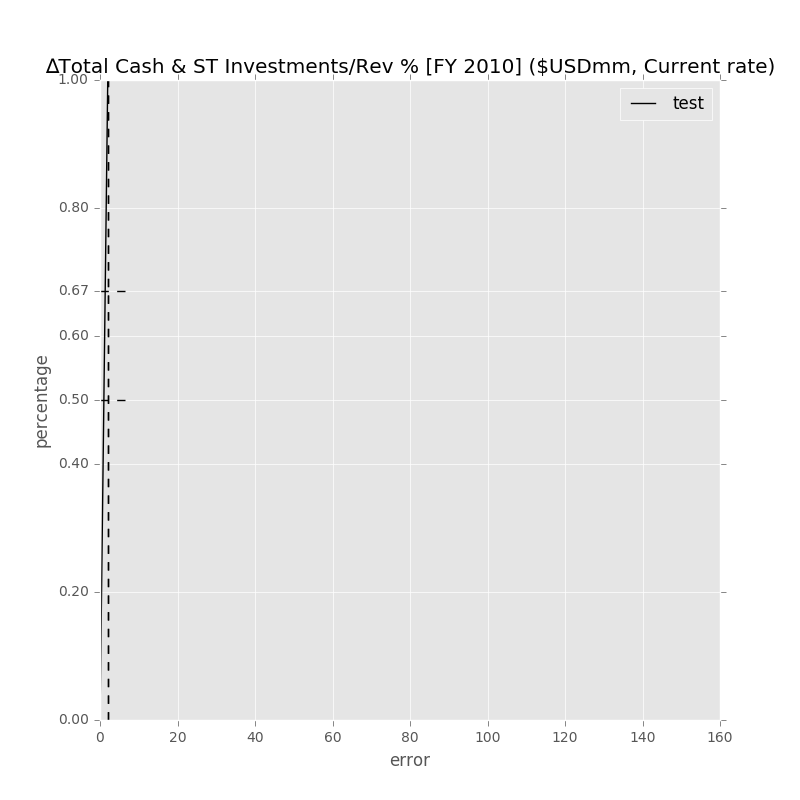 ΔTotal Cash & ST Investments/Rev % [FY 2010] ($USDmm, Current rate)
test
1.00
0.80
0.67
0.60
0.50
0.40
0.20
0.00
percentage
0 20 40 60 80 100 120 140 160
error